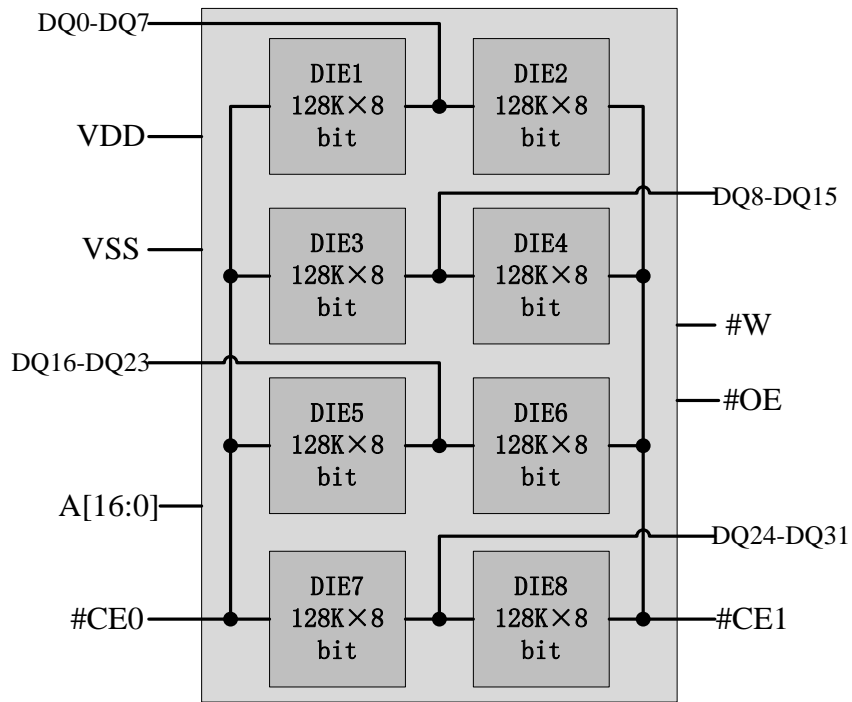 DQ0-DQ7
DIE1
128K×8
bit
DIE2
128K×8
bit
VDD
DQ8-DQ15
VSS
DIE3
128K×8
bit
DIE4
128K×8
bit
#W
DQ16-DQ23
#OE
DIE5
128K×8
bit
DIE6
128K×8
bit
A[16:0]
DQ24-DQ31
DIE7
128K×8
bit
DIE8
128K×8
bit
#CE0
#CE1